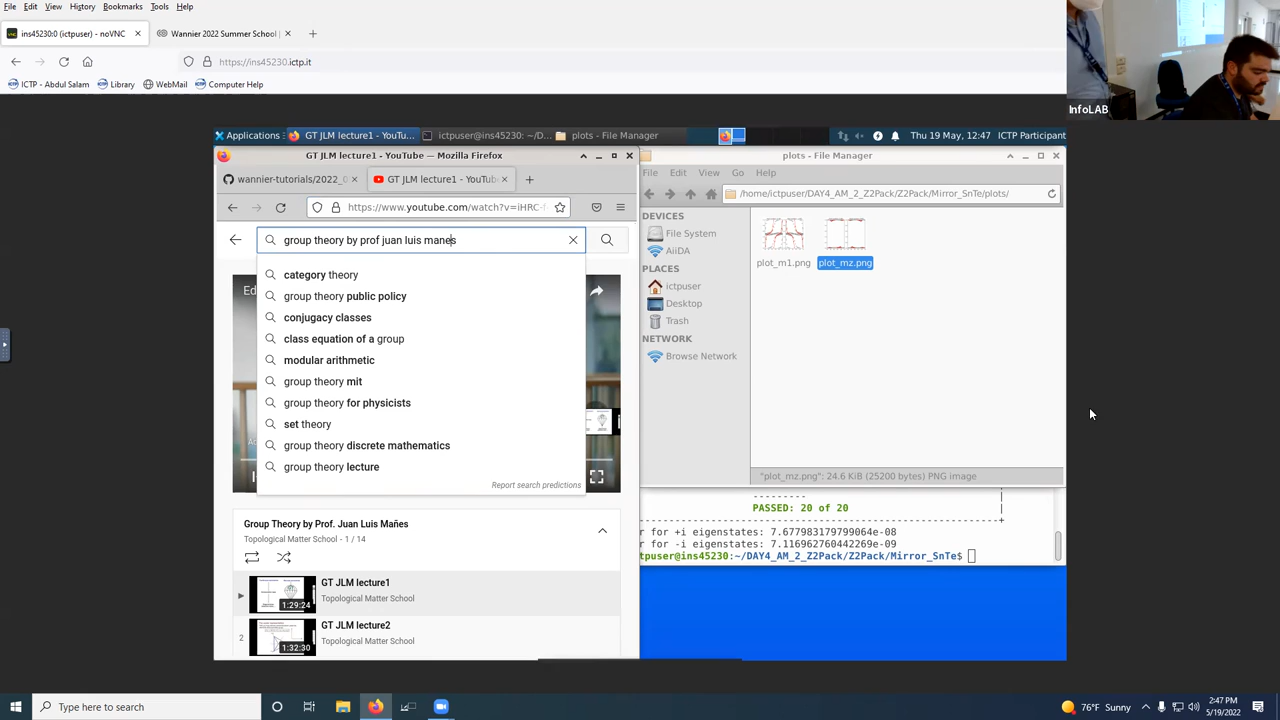 File Edit View History Bookmarks Tools Help
ins45230:0 (ictpuser) - noVNC
Wannier 2022 Summer School |
https://ins45230.ictp.it
ICTP - Abdul Salam
Library
WebMail
Computer Help
InfoLAB
Applications
GT JLM lecture1 - YouTu...
ictpuser@ins45230: ~/D...
plots - File Manager
Thu 19 May, 12:47
ICTP Participant
GT JLM lecture1 - YouTube — Mozilla Firefox
wannier-tutorials/2022_0
GT JLM lecture1 - YouTube
https://www.youtube.com/watch?v=iHRC-
group theory by prof juan luis manes
category theory
group theory public policy
conjugacy classes
class equation of a group
modular arithmetic
group theory mit
group theory for physicists
set theory
group theory discrete mathematics
group theory lecture
Report search predictions
Group Theory by Prof. Juan Luis Mañes
Topological Matter School - 1 / 14
GT JLM lecture1
Topological Matter School
1:29:24
2
GT JLM lecture2
Topological Matter School
1:32:30
plots - File Manager
File Edit View Go Help
/home/ictpuser/DAY4_AM_2_Z2Pack/Z2Pack/Mirror_SnTe/plots/
DEVICES
File System
AiiDA
PLACES
ictpuser
Desktop
Trash
NETWORK
Browse Network
plot_m1.png
plot_mz.png
"plot_mz.png": 24.6 KiB (25200 bytes) PNG image
---------
PASSED: 20 of 20
r for +i eigenstates: 7.677983179799064e-08
r for -i eigenstates: 7.116962760442269e-09
tpuser@ins45230:~/DAY4_AM_2_Z2Pack/Z2Pack/Mirror_SnTe$
Type here to search
76°F Sunny
2:47 PM
5/19/2022